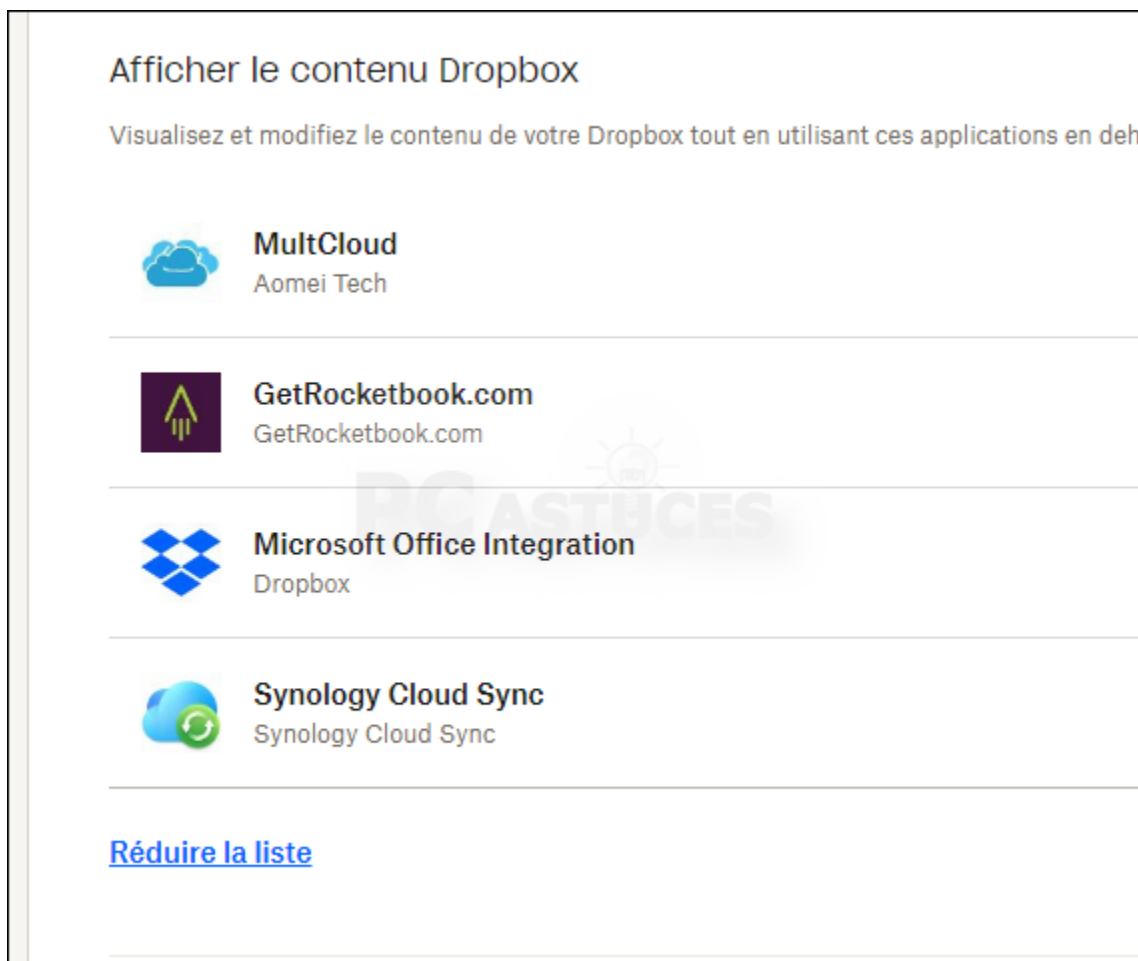 Afficher le contenu Dropbox
Visualisez et modifiez le contenu de votre Dropbox tout en utilisant ces applications en deh
MultCloud
Aomei Tech
GetRocketbook.com
GetRocketbook.com
PC ASTUCES
Microsoft Office Integration
Dropbox
Synology Cloud Sync
Synology Cloud Sync
Réduire la liste